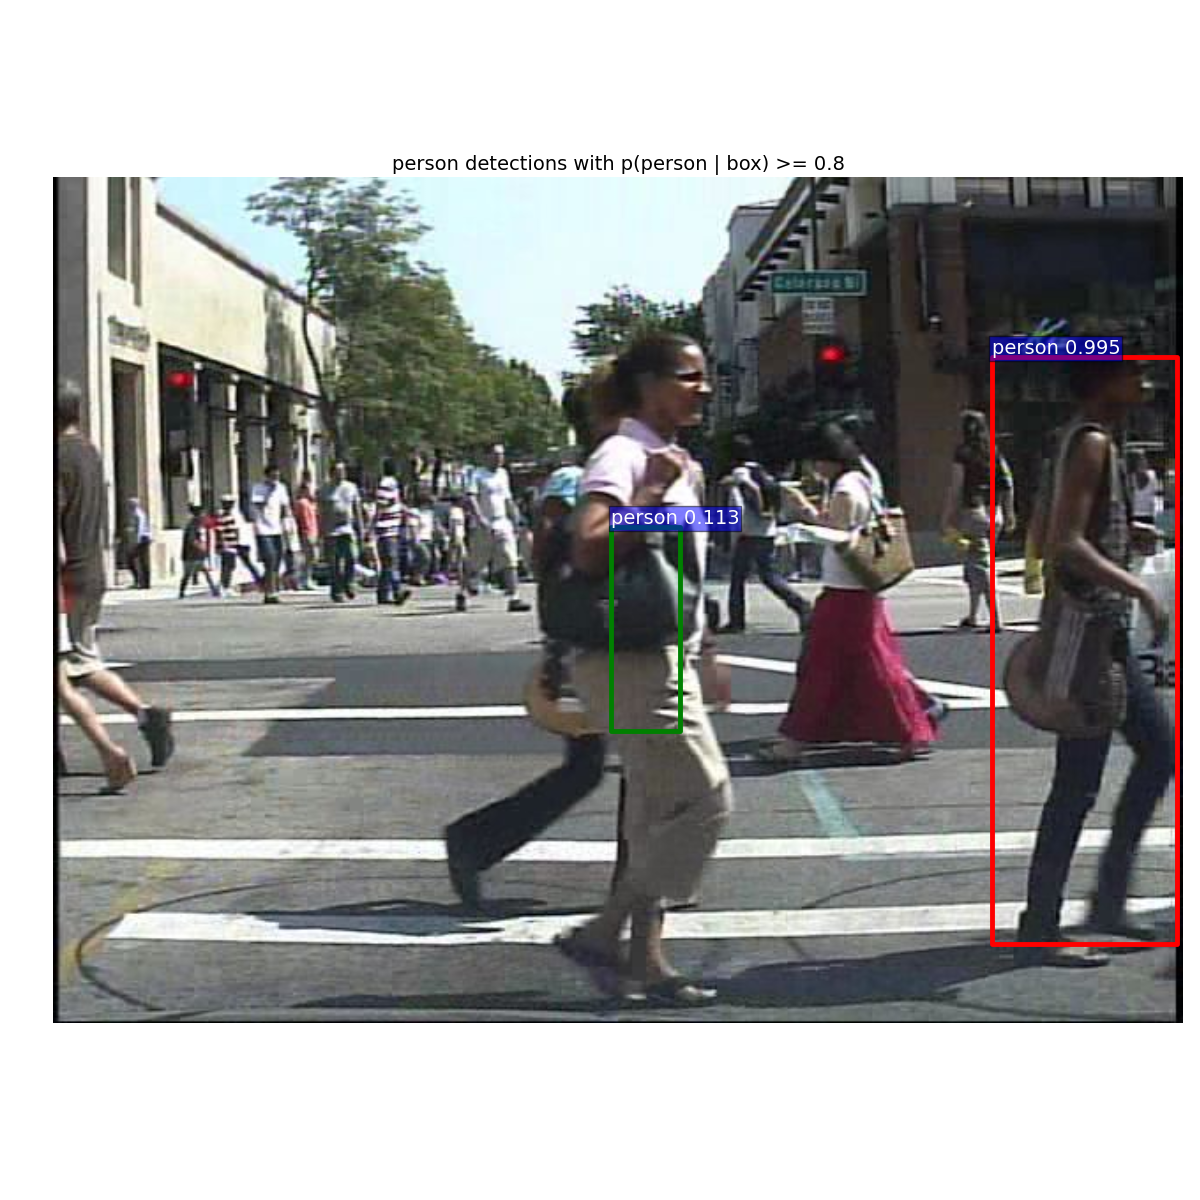 person detections with p(person | box) >= 0.8
person 0.995
person 0.113